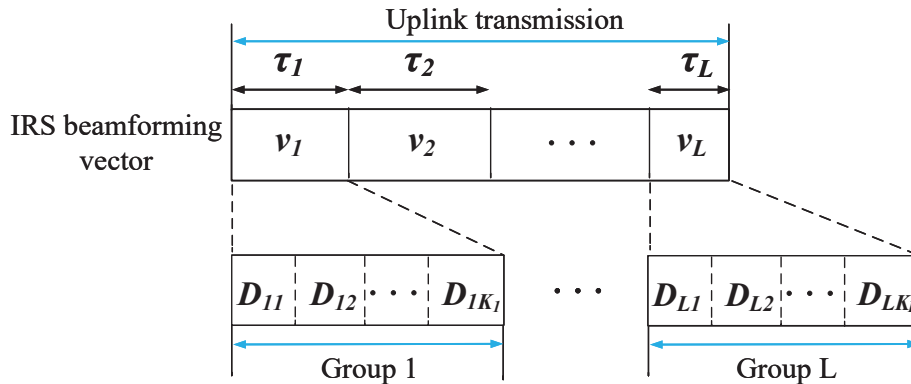 Uplink transmission
τ1 τ2 τL
IRS beamforming
vector
v1 v2 · · · vL
D11 D12 · · · D1K1 · · · DL1 DL2 · · · DLK
Group 1 Group L